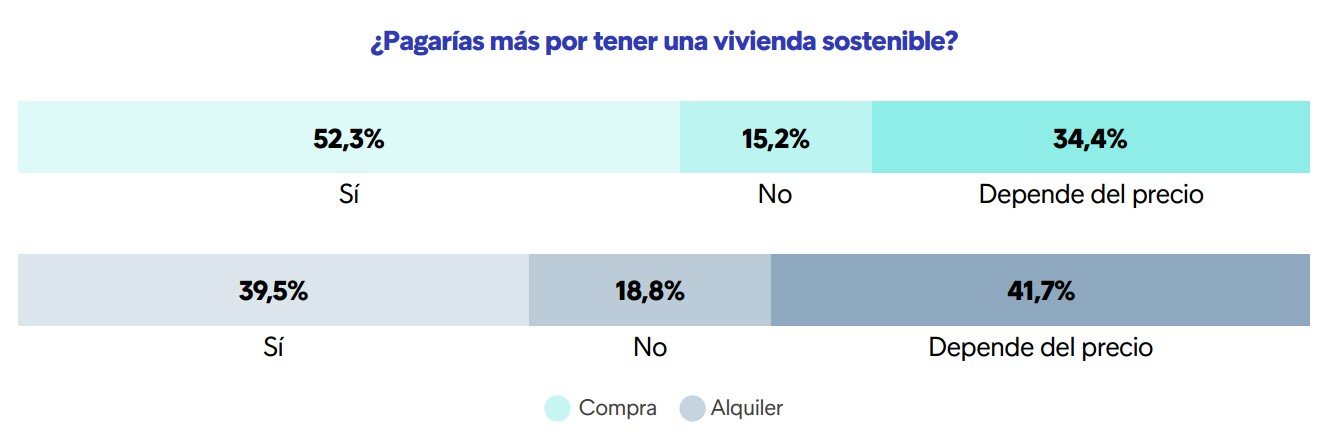 ¿Pagarías más por tener una vivienda sostenible?
52,3% 15,2% 34,4%
Sí No Depende del precio
39,5% 18,8% 41,7%
Sí No Depende del precio
Compra Alquiler